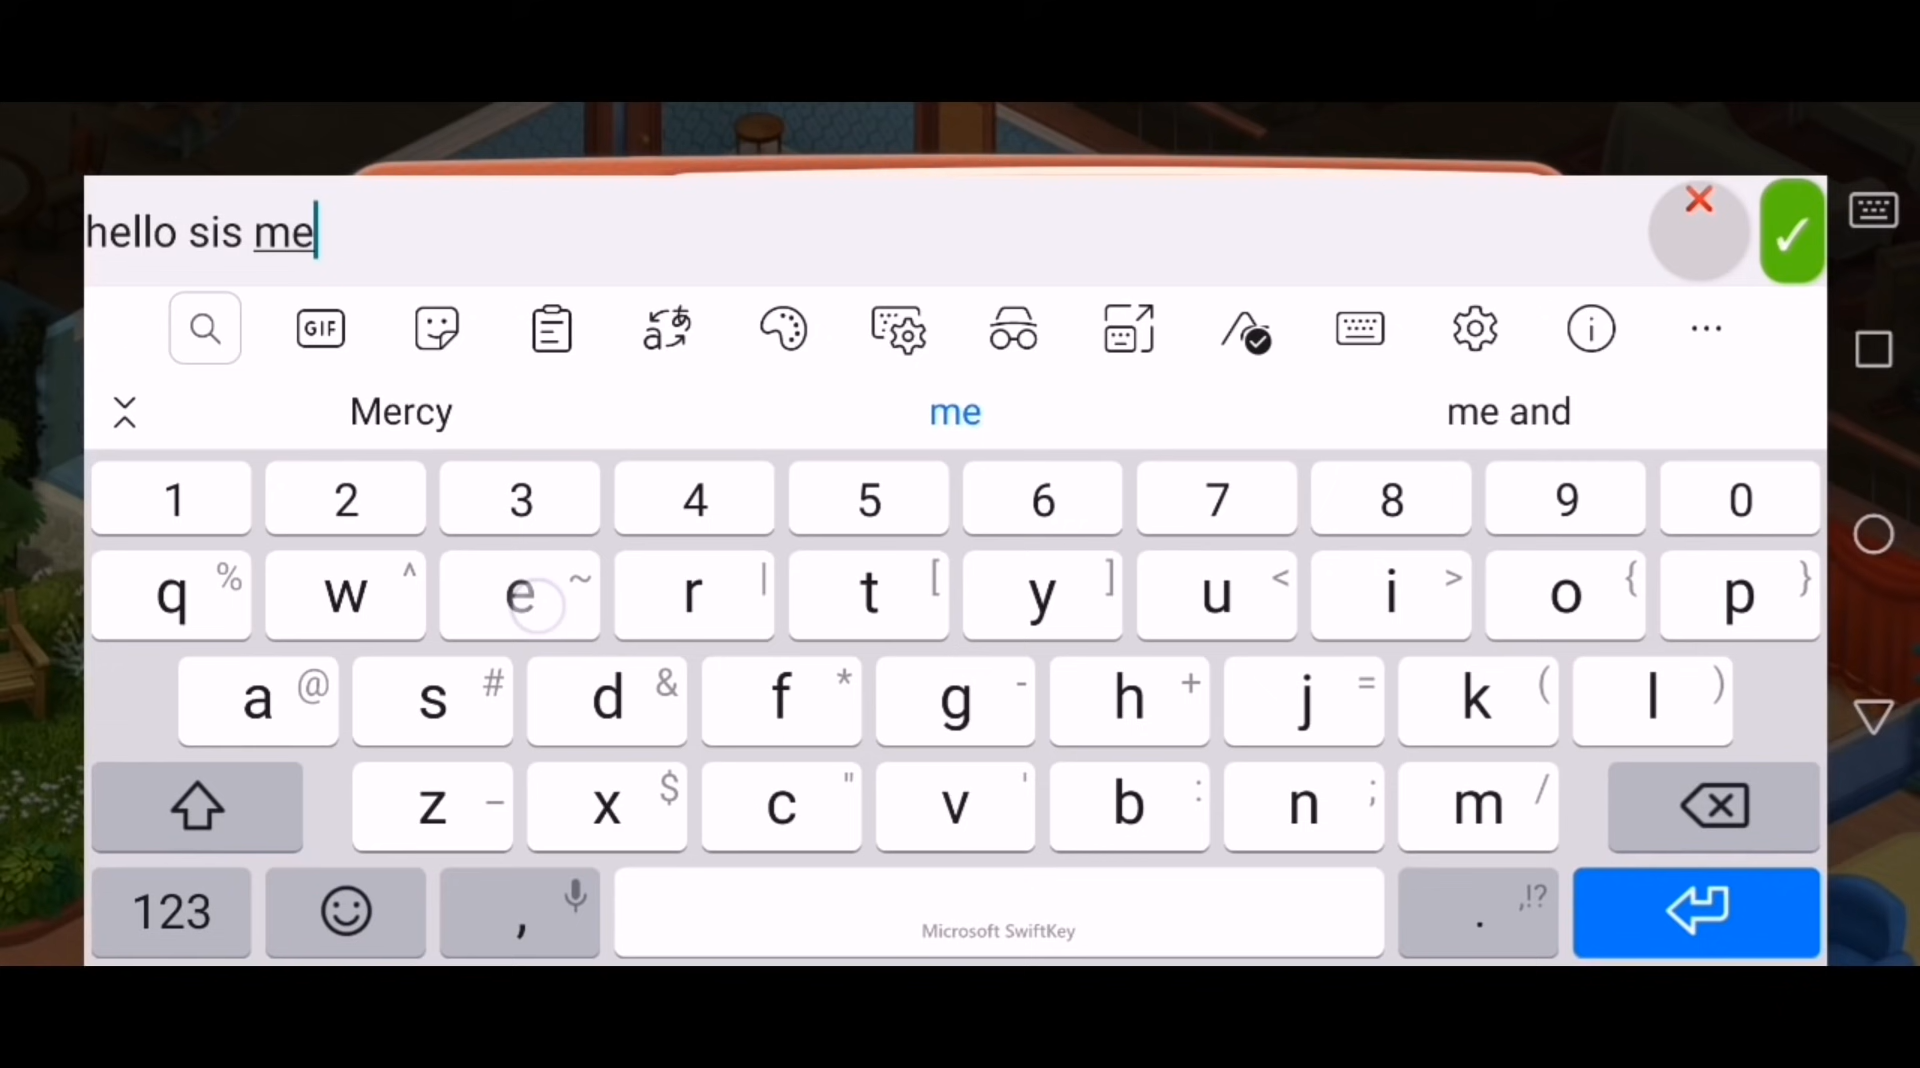 hello sis me
GIF
Mercy me me and
1 2 3 4 5 6 7 8 9 0
q % w ^ e ~ r | t [ y ] u < i > o { p }
a @ s # d & f * g - h + j = k ( l )
z _ x $ c " v ' b : n ; m /
123 , Microsoft SwiftKey . ,!?